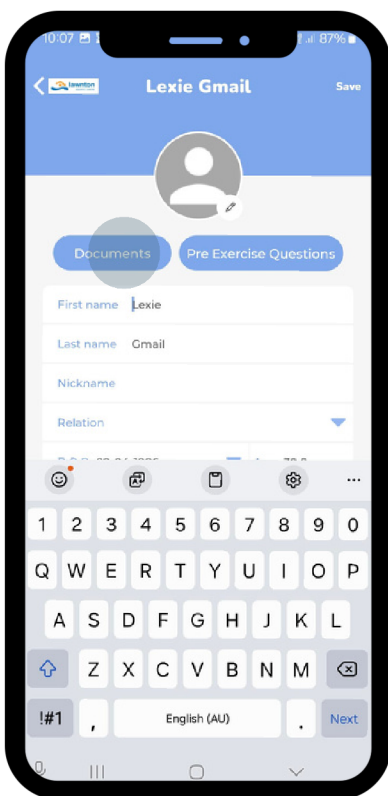 10:07 87%
lawnton Lexie Gmail Save
Documents Pre Exercise Questions
First name Lexie
Last name Gmail
Nickname
Relation
1 2 3 4 5 6 7 8 9 0
Q W E R T Y U I O P
A S D F G H J K L
Z X C V B N M
!#1 , English (AU) . Next